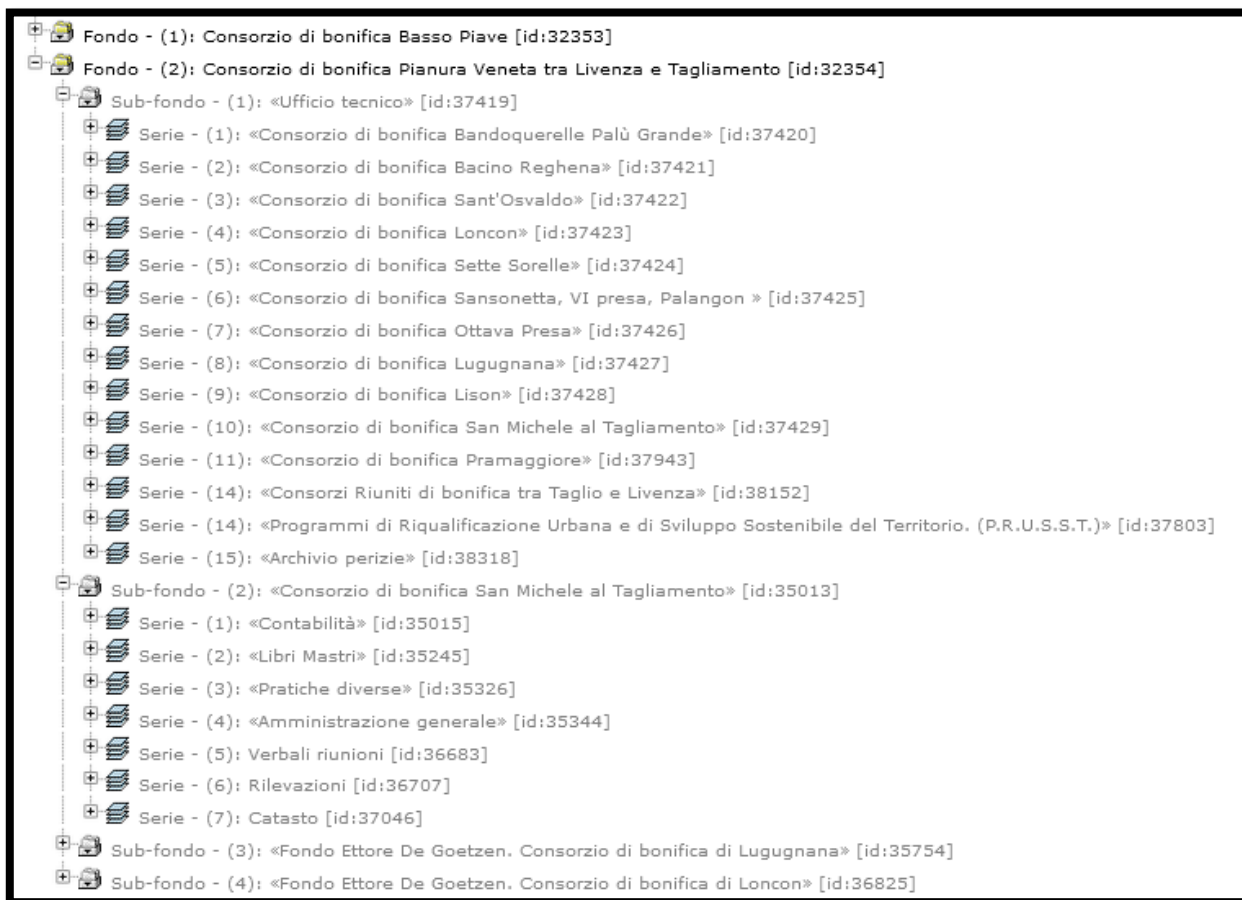 Fondo - (1): Consorzio di bonifica Basso Piave [id:32353]
Fondo - (2): Consorzio di bonifica Pianura Veneta tra Livenza e Tagliamento [id:32354]
Sub-fondo - (1): «Ufficio tecnico» [id:37419]
Serie - (1): «Consorzio di bonifica Bandoquerelle Palù Grande» [id:37420]
Serie - (2): «Consorzio di bonifica Bacino Reghena» [id:37421]
Serie - (3): «Consorzio di bonifica Sant'Osvaldo» [id:37422]
Serie - (4): «Consorzio di bonifica Loncon» [id:37423]
Serie - (5): «Consorzio di bonifica Sette Sorelle» [id:37424]
Serie - (6): «Consorzio di bonifica Sansonetta, VI presa, Palangon » [id:37425]
Serie - (7): «Consorzio di bonifica Ottava Presa» [id:37426]
Serie - (8): «Consorzio di bonifica Lugugnana» [id:37427]
Serie - (9): «Consorzio di bonifica Lison» [id:37428]
Serie - (10): «Consorzio di bonifica San Michele al Tagliamento» [id:37429]
Serie - (11): «Consorzio di bonifica Pramaggiore» [id:37943]
Serie - (14): «Consorzi Riuniti di bonifica tra Taglio e Livenza» [id:38152]
Serie - (14): «Programmi di Riqualificazione Urbana e di Sviluppo Sostenibile del Territorio. (P.R.U.S.S.T.)» [id:37803]
Serie - (15): «Archivio perizie» [id:38318]
Sub-fondo - (2): «Consorzio di bonifica San Michele al Tagliamento» [id:35013]
Serie - (1): «Contabilità» [id:35015]
Serie - (2): «Libri Mastri» [id:35245]
Serie - (3): «Pratiche diverse» [id:35326]
Serie - (4): «Amministrazione generale» [id:35344]
Serie - (5): Verbali riunioni [id:36683]
Serie - (6): Rilevazioni [id:36707]
Serie - (7): Catasto [id:37046]
Sub-fondo - (3): «Fondo Ettore De Goetzen. Consorzio di bonifica di Lugugnana» [id:35754]
Sub-fondo - (4): «Fondo Ettore De Goetzen. Consorzio di bonifica di Loncon» [id:36825]